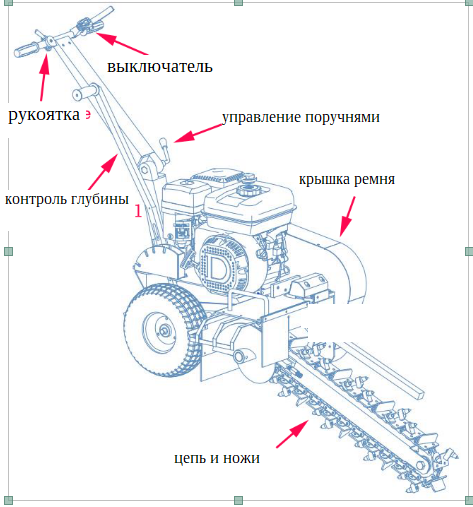 выключатель
рукоятка е
управление поручнями
крышка ремня
контроль глубины
1
D
цепь и ножи